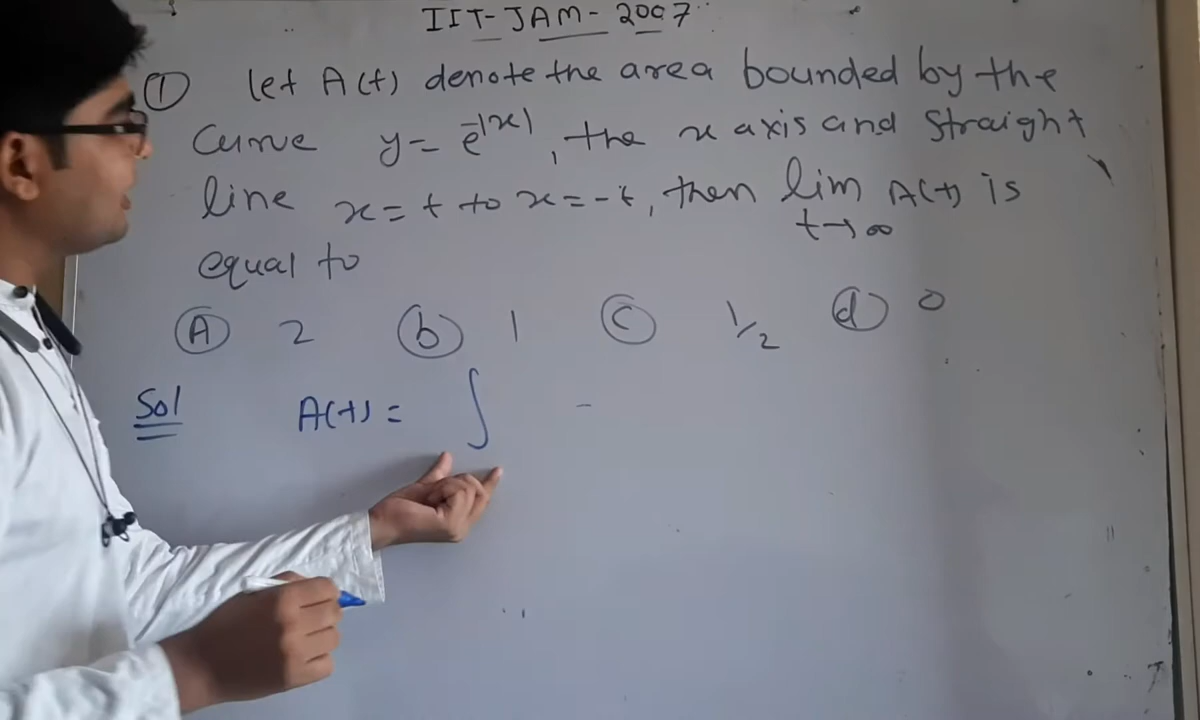 IIT-JAM-2007
① let A(t) denote the area bounded by the
Curve y = e^-|x|, the x axis and Straight
line x = t to x = -t, then lim t→∞ A(t) is
equal to
Ⓐ 2 ⓑ 1 ⓒ 1/2 ⓓ 0
Sol A(t) = ∫ -